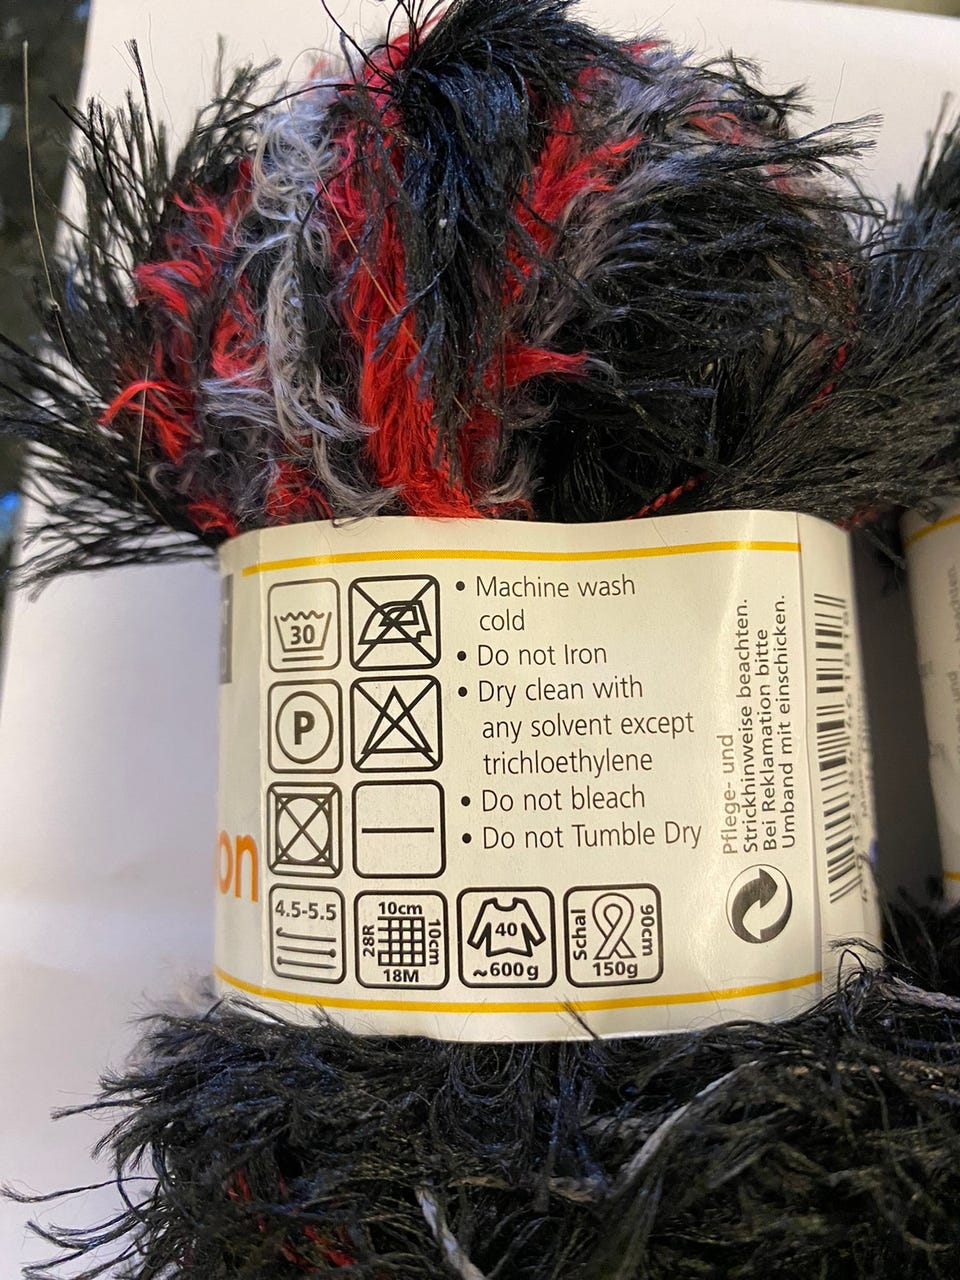 30
• Machine wash
cold
• Do not Iron
P
• Dry clean with
any solvent except
trichloethylene
• Do not bleach
• Do not Tumble Dry
on
4.5-5.5
10cm
10cm
28R
18M
40
~600g
Schal
90cm
150g
Pflege- und
Strickhinweise beachten.
Bei Reklamation bitte
Umband mit einschicken.